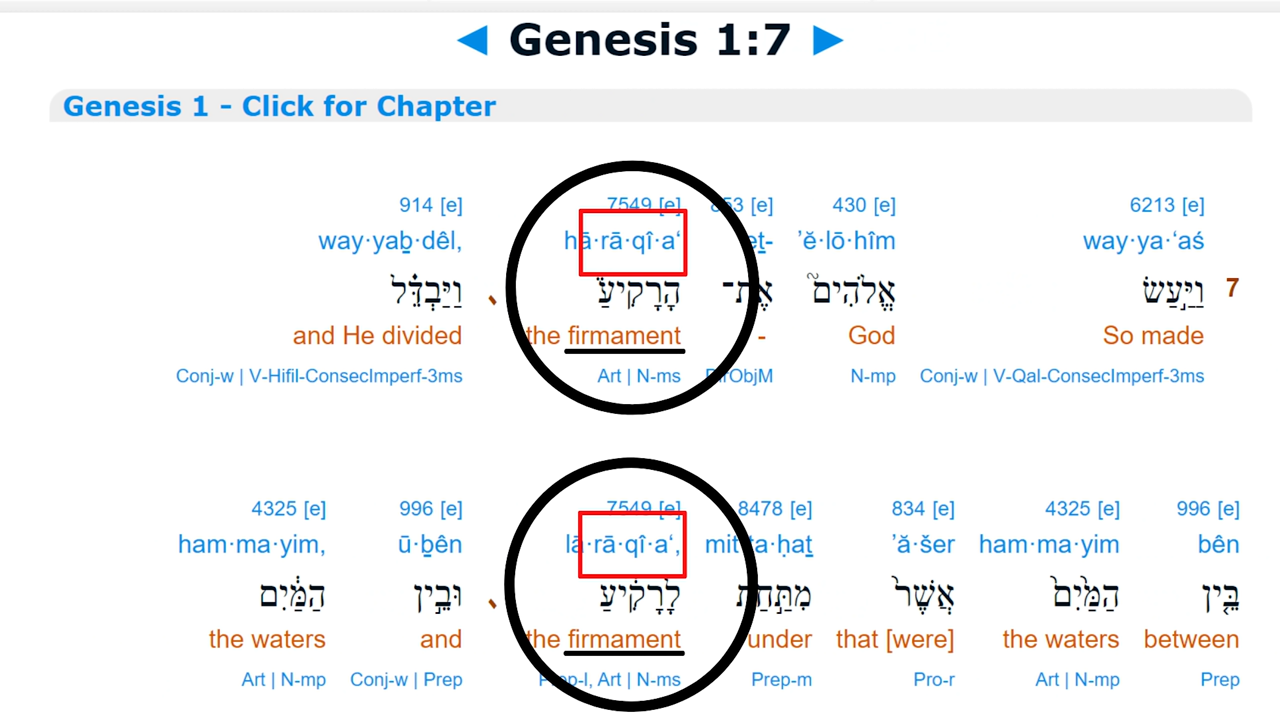 ◄ Genesis 1:7 ►
Genesis 1 - Click for Chapter
914 [e] 7549 [e] 853 [e] 430 [e] 6213 [e]
way·yaḇ·dêl, hā·rā·qî·a‘ eṯ- ’ĕ·lō·hîm way·ya·‘aś
7 וַיַּ֣עַשׂ אֱלֹהִים֮ אֶת־ הָרָקִיעַ֒ 、 וַיַּבְדֵּ֗ל
and He divided the firmament - God So made
Conj-w | V-Hifil-ConsecImperf-3ms Art | N-ms DirObjM N-mp Conj-w | V-Qal-ConsecImperf-3ms
4325 [e] 996 [e] 7549 [e] 8478 [e] 834 [e] 4325 [e] 996 [e]
ham·ma·yim, ū·ḇên lā·rā·qî·a‘, mit·ta·ḥaṯ ’ă·šer ham·ma·yim bên
בֵּ֤ין הַמַּ֙יִם֙ אֲשֶׁר֙ מִתַּ֣חַת לָרָקִ֔יעַ 、 וּבֵ֣ין הַמַּ֔יִם
the waters and the firmament under that [were] the waters between
Art | N-mp Conj-w | Prep Prep-l, Art | N-ms Prep-m Pro-r Art | N-mp Prep